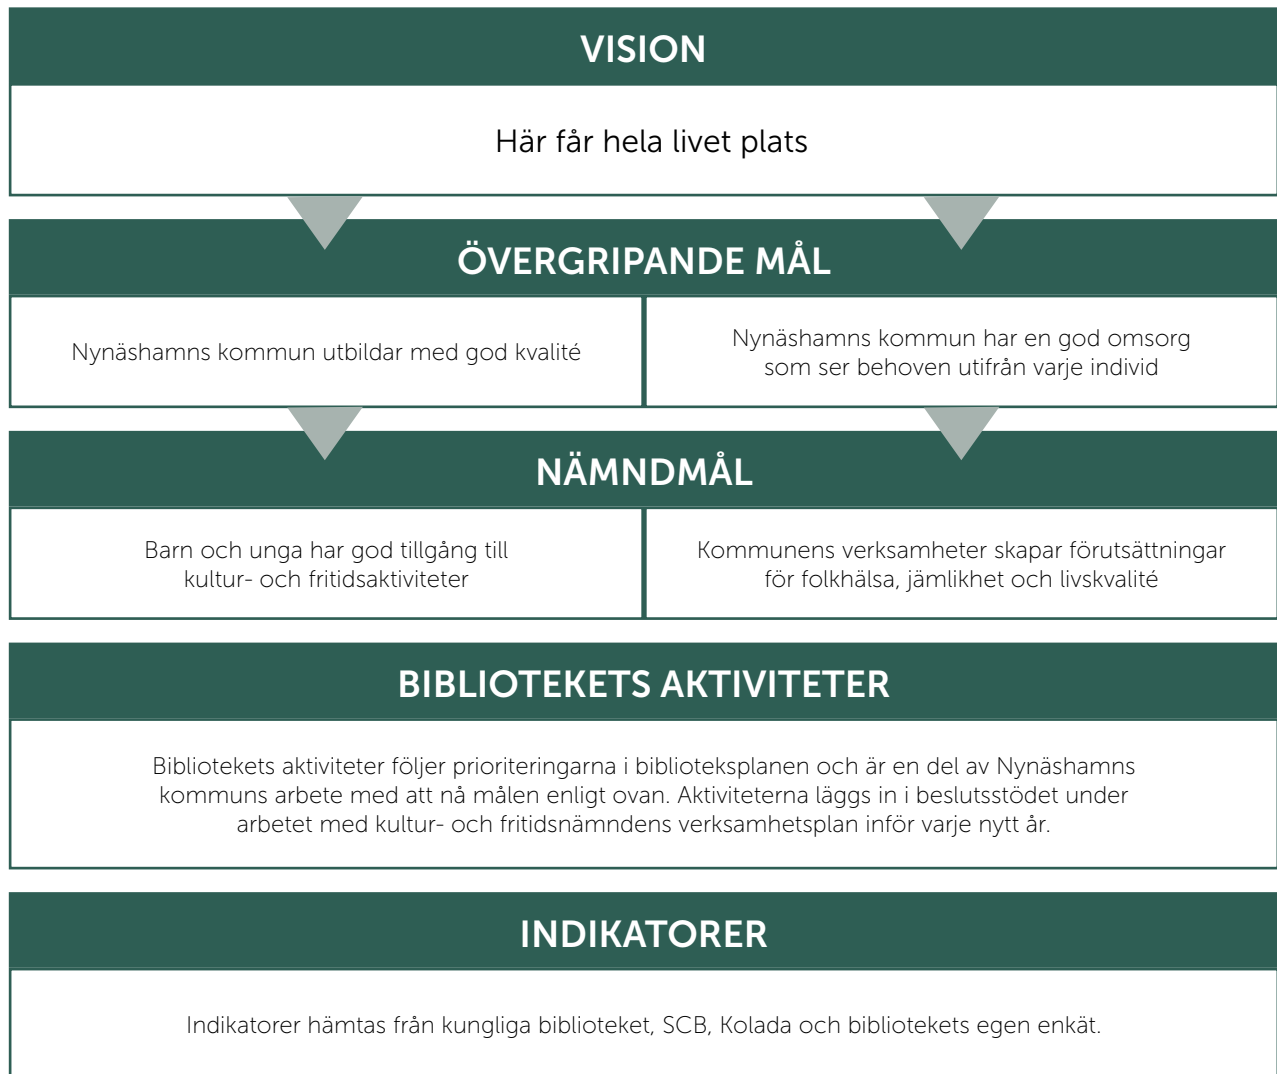 VISION
Här får hela livet plats
ÖVERGRIPANDE MÅL
Nynäshamns kommun utbildar med god kvalité
Nynäshamns kommun har en god omsorg
som ser behoven utifrån varje individ
NÄMNDMÅL
Barn och unga har god tillgång till
kultur- och fritidsaktiviteter
Kommunens verksamheter skapar förutsättningar
för folkhälsa, jämlikhet och livskvalité
BIBLIOTEKETS AKTIVITETER
Bibliotekets aktiviteter följer prioriteringarna i biblioteksplanen och är en del av Nynäshamns
kommuns arbete med att nå målen enligt ovan. Aktiviteterna läggs in i beslutsstödet under
arbetet med kultur- och fritidsnämndens verksamhetsplan inför varje nytt år.
INDIKATORER
Indikatorer hämtas från kungliga biblioteket, SCB, Kolada och bibliotekets egen enkät.